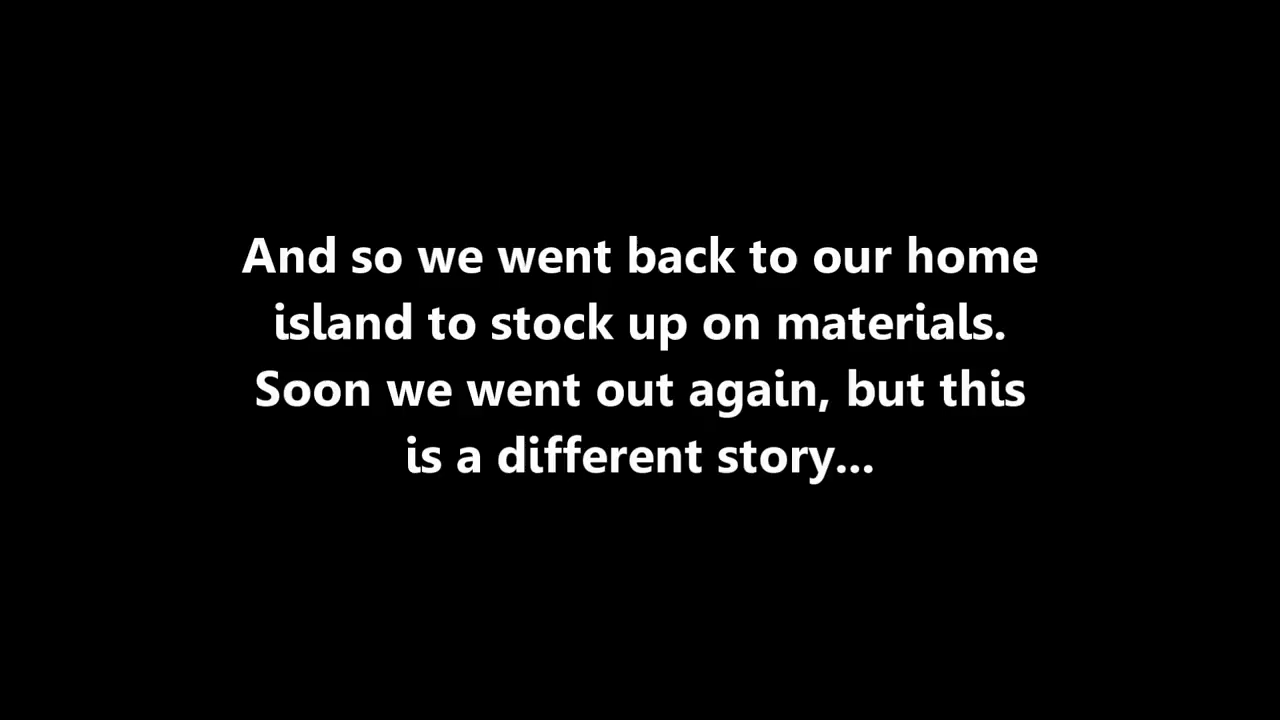 And so we went back to our home
island to stock up on materials.
Soon we went out again, but this
is a different story...